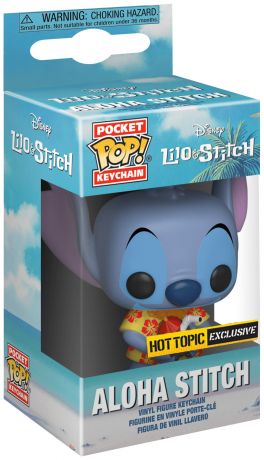 WARNING: CHOKING HAZARD.
Small parts. Not for children under 36 months.
POCKET
POP!
KEYCHAIN
Disney
LILO & STITCH
Disney
LILO & STITCH
HOT TOPIC EXCLUSIVE
POCKET
POP!
KEYCHAIN
ALOHA STITCH
VINYL FIGURE KEYCHAIN
FIGURINE EN VINYLE PORTE-CLÉ
FIGURA DE VINIL LLAVERO